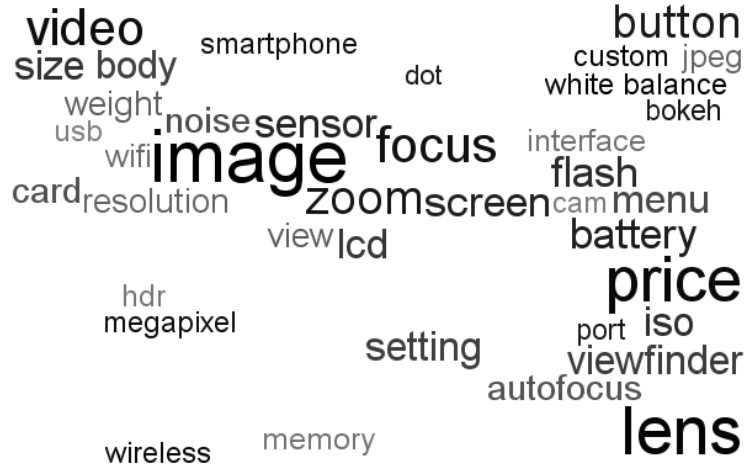 video
button
smartphone
custom jpeg
size body
dot
white balance
weight
bokeh
usb
noise sensor
focus
interface
wifi
image
flash
card
resolution
zoom screen
cam menu
view lcd
battery
price
hdr
megapixel
port iso
setting
viewfinder
autofocus
lens
wireless
memory